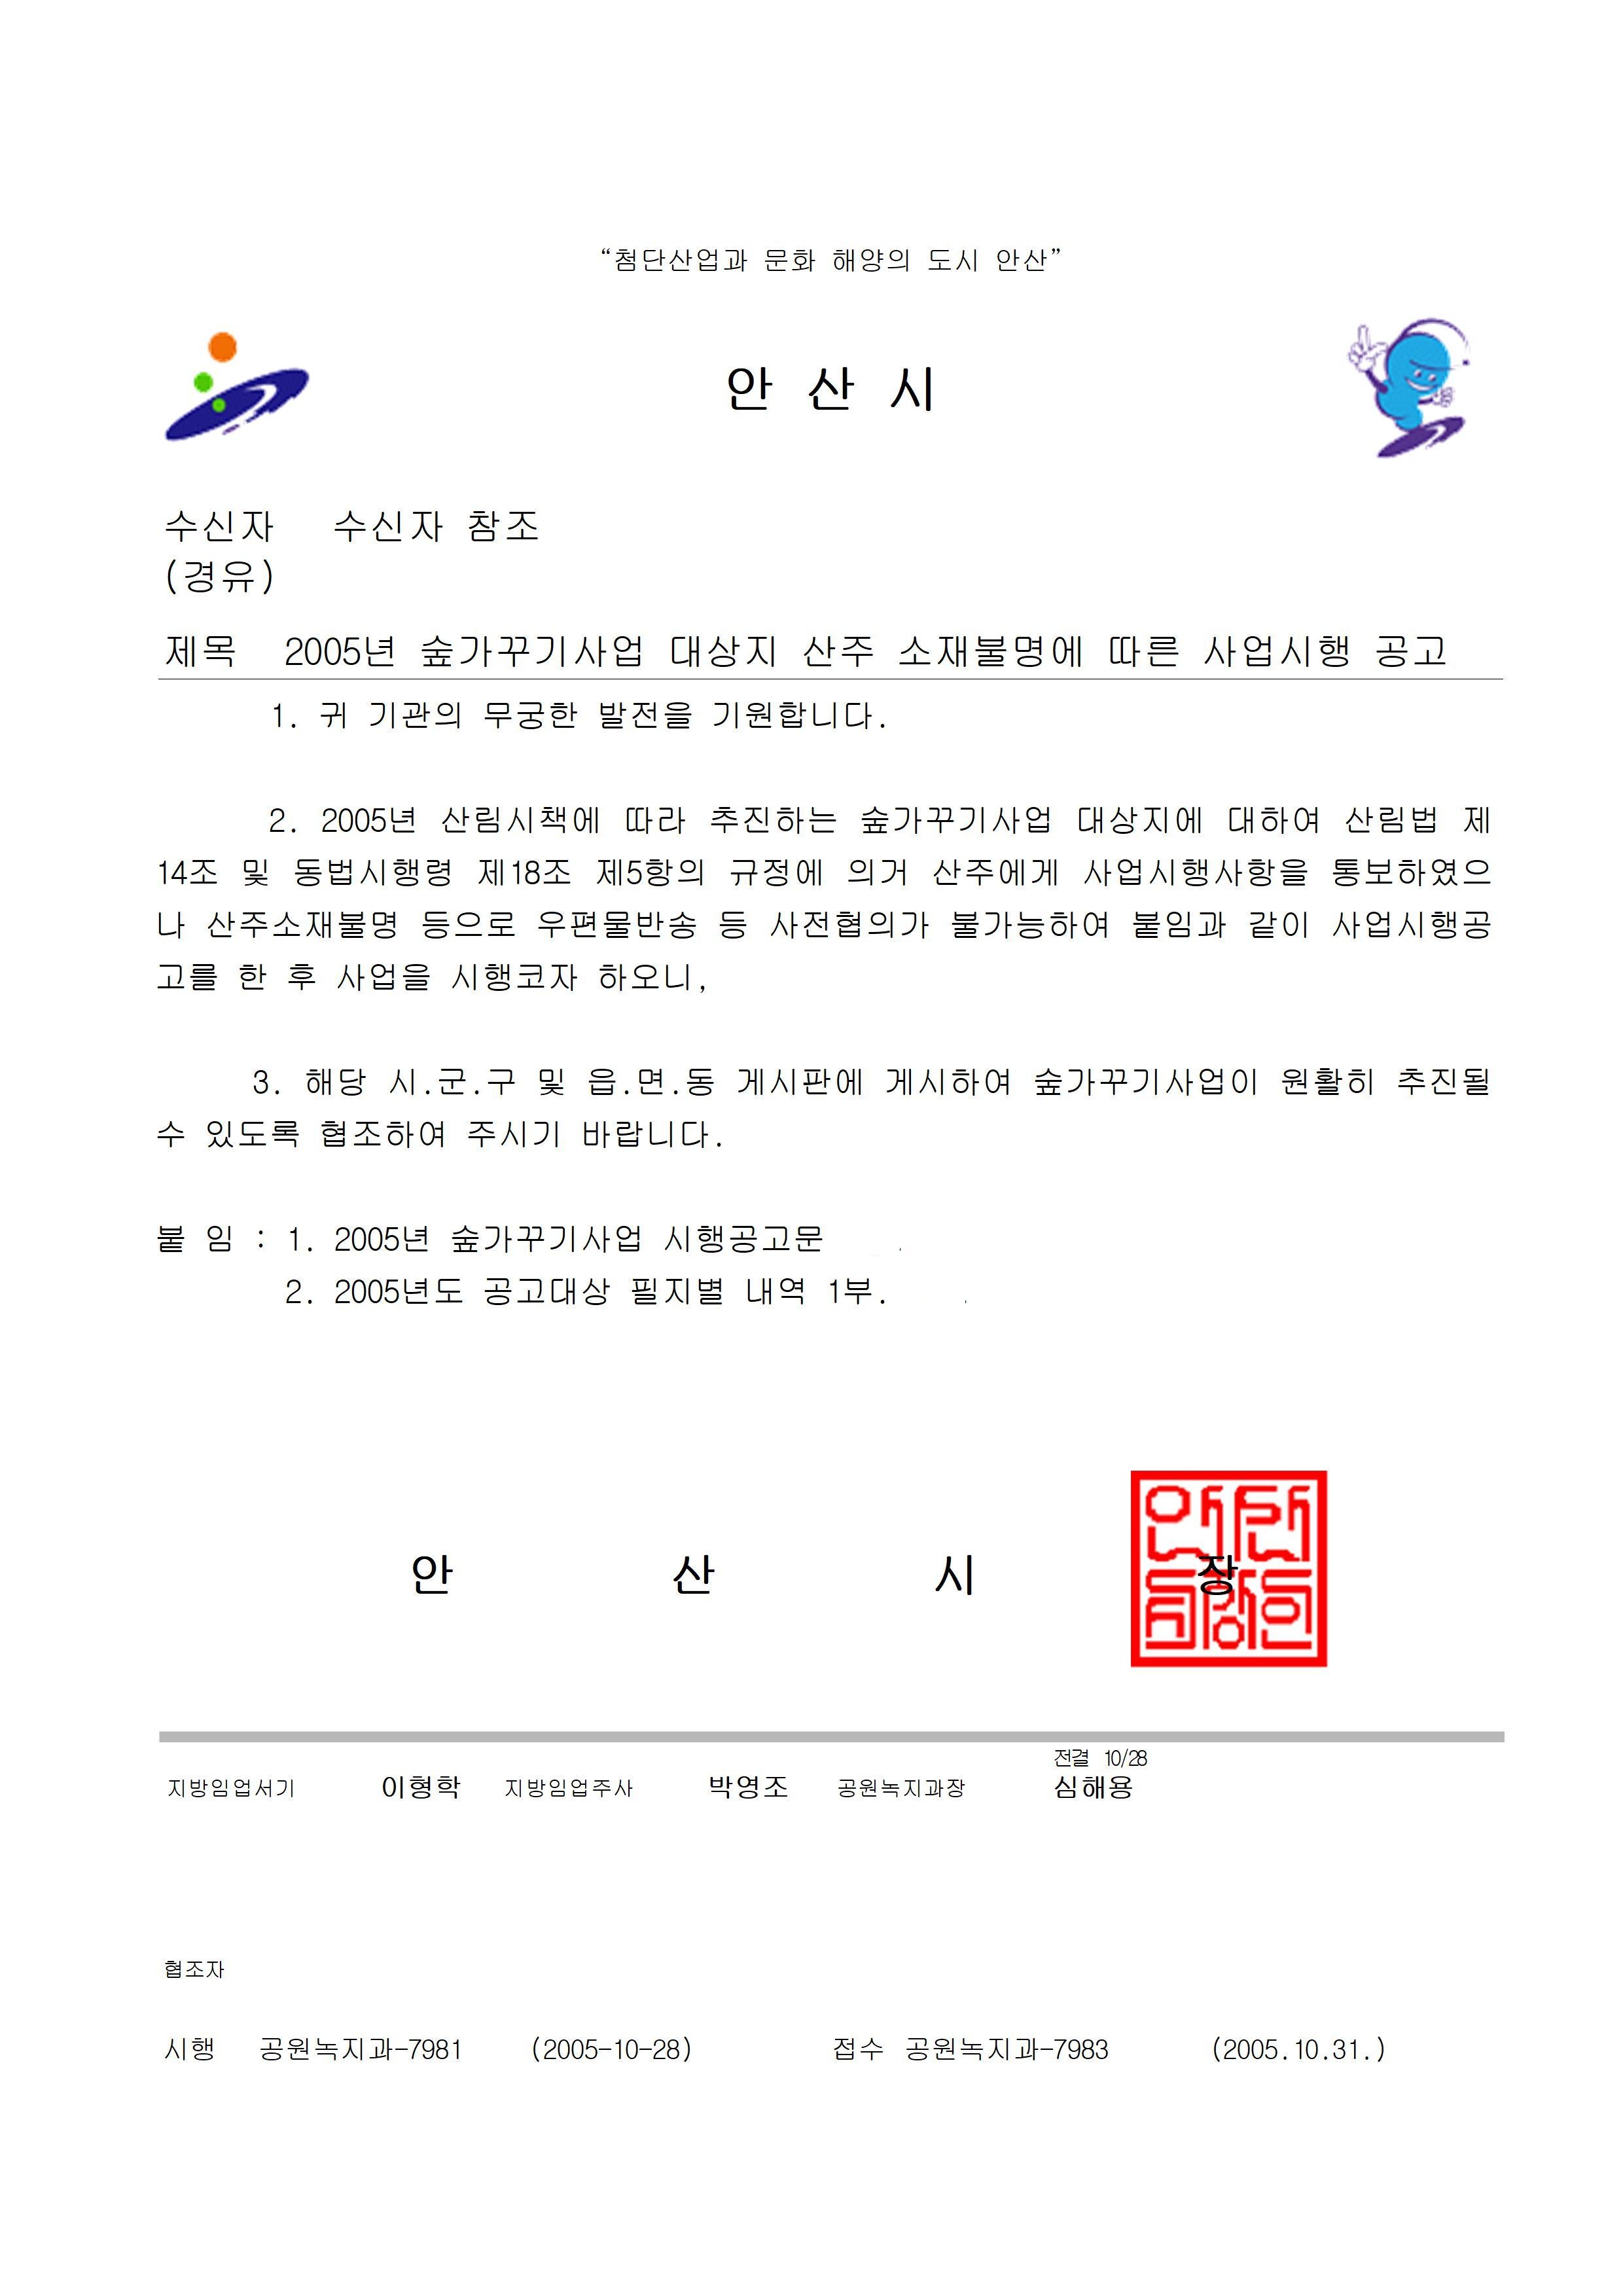 “첨단산업과 문화 해양의 도시 안산”
안 산 시
수신자 수신자 참조
(경유)
제목 2005년 숲가꾸기사업 대상지 산주 소재불명에 따른 사업시행 공고
1. 귀 기관의 무궁한 발전을 기원합니다.
2. 2005년 산림시책에 따라 추진하는 숲가꾸기사업 대상지에 대하여 산림법 제
14조 및 동법시행령 제18조 제5항의 규정에 의거 산주에게 사업시행사항을 통보하였으
나 산주소재불명 등으로 우편물반송 등 사전협의가 불가능하여 붙임과 같이 사업시행공
고를 한 후 사업을 시행코자 하오니,
3. 해당 시.군.구 및 읍.면.동 게시판에 게시하여 숲가꾸기사업이 원활히 추진될
수 있도록 협조하여 주시기 바랍니다.
붙 임 : 1. 2005년 숲가꾸기사업 시행공고문
2. 2005년도 공고대상 필지별 내역 1부.
안 산 시 장
안산시장의인
전결 10/28
지방임업서기 이형학 지방임업주사 박영조 공원녹지과장 심해용
협조자
시행 공원녹지과-7981 (2005-10-28) 접수 공원녹지과-7983 (2005.10.31.)